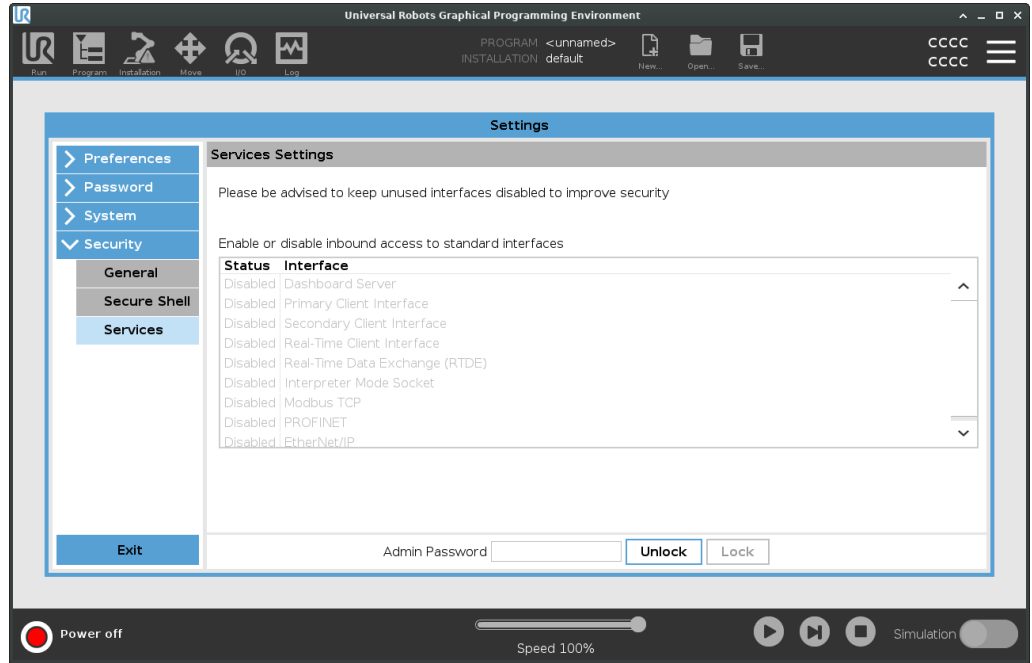 UR
Universal Robots Graphical Programming Environment
UR
Run
Program
Installation
Move
I/O
Log
PROGRAM <unnamed>
INSTALLATION default
New...
Open...
Save...
CCCC
CCCC
Settings
Preferences
Password
System
Security
General
Secure Shell
Services
Exit
Services Settings
Please be advised to keep unused interfaces disabled to improve security
Enable or disable inbound access to standard interfaces
Status Interface
Disabled Dashboard Server
Disabled Primary Client Interface
Disabled Secondary Client Interface
Disabled Real-Time Client Interface
Disabled Real-Time Data Exchange (RTDE)
Disabled Interpreter Mode Socket
Disabled Modbus TCP
Disabled PROFINET
Disabled EtherNet/IP
Admin Password
Unlock
Lock
Power off
Speed 100%
Simulation